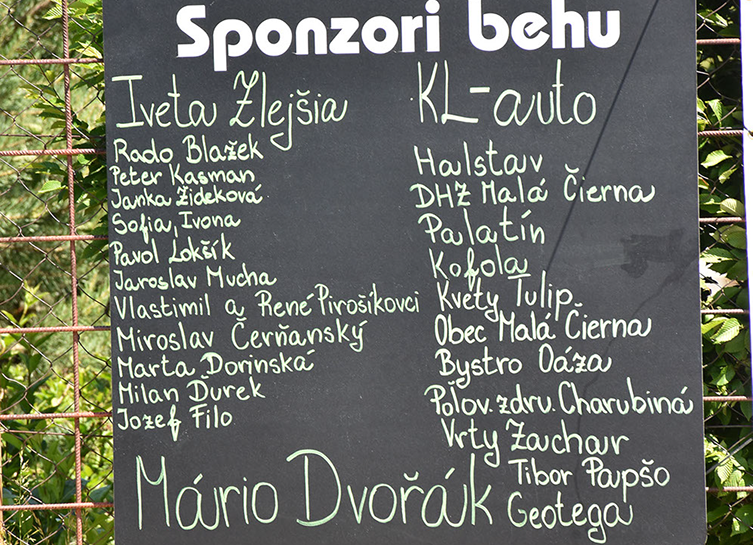 Sponzori behu
Iveta Zlejšia
Rado Blažek
Peter Kasman
Janka Žideková
Sofia, Ivona
Pavol Lokšík
Jaroslav Mucha
Vlastimil a René Pirošíkovci
Miroslav Čerňanský
Marta Dorinská
Milan Ďurek
Jozef Filo
KL-auto
Halstav
DHZ Malá Čierna
Palatín
Kofola
Kvety Tulip
Obec Malá Čierna
Bystro Oáza
Poľov. zdru. Charubiná
Vrty Zachar
Tibor Papšo
Geotega
Mário Dvořák